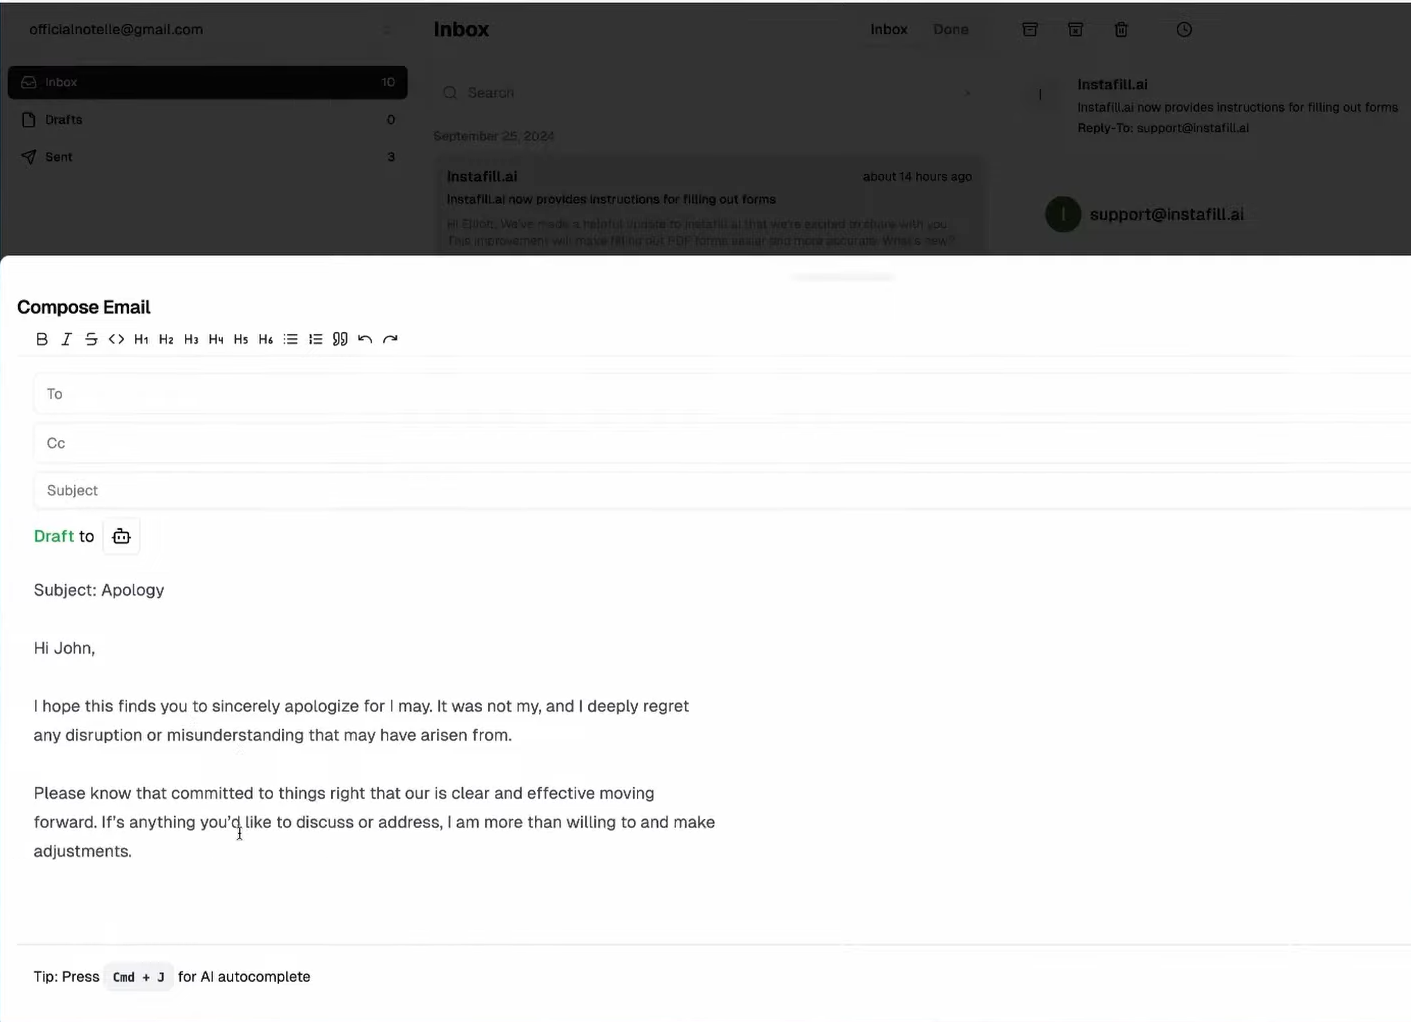 officialnotelle@gmail.com
Inbox 10
Drafts 0
Sent 3
Inbox
Inbox Done
Search
September 25, 2024
Instafill.ai about 14 hours ago
Instafill.ai now provides instructions for filling out forms
Hi Elliott, We've made a helpful update to instafill.ai that we're excited to share with you.
This improvement will make filling out PDF forms easier and more accurate. What's new?
I
Instafill.ai
Instafill.ai now provides instructions for filling out forms
Reply-To: support@instafill.ai
I
support@instafill.ai
Compose Email
B I S <> H1 H2 H3 H4 H5 H6
To
Cc
Subject
Draft to
Subject: Apology
Hi John,
I hope this finds you to sincerely apologize for I may. It was not my, and I deeply regret
any disruption or misunderstanding that may have arisen from.
Please know that committed to things right that our is clear and effective moving
forward. If's anything you'd like to discuss or address, I am more than willing to and make
adjustments.
Tip: Press Cmd + J for AI autocomplete